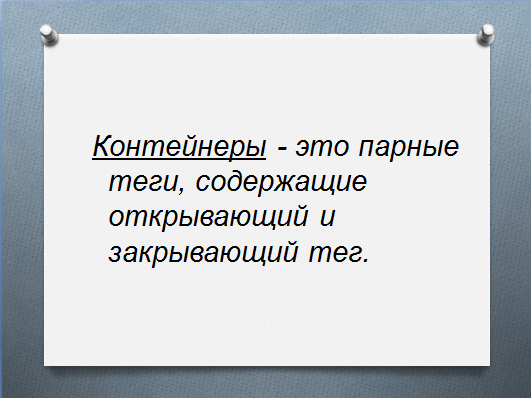 Контейнеры - это парные
теги, содержащие
открывающий и
закрывающий тег.